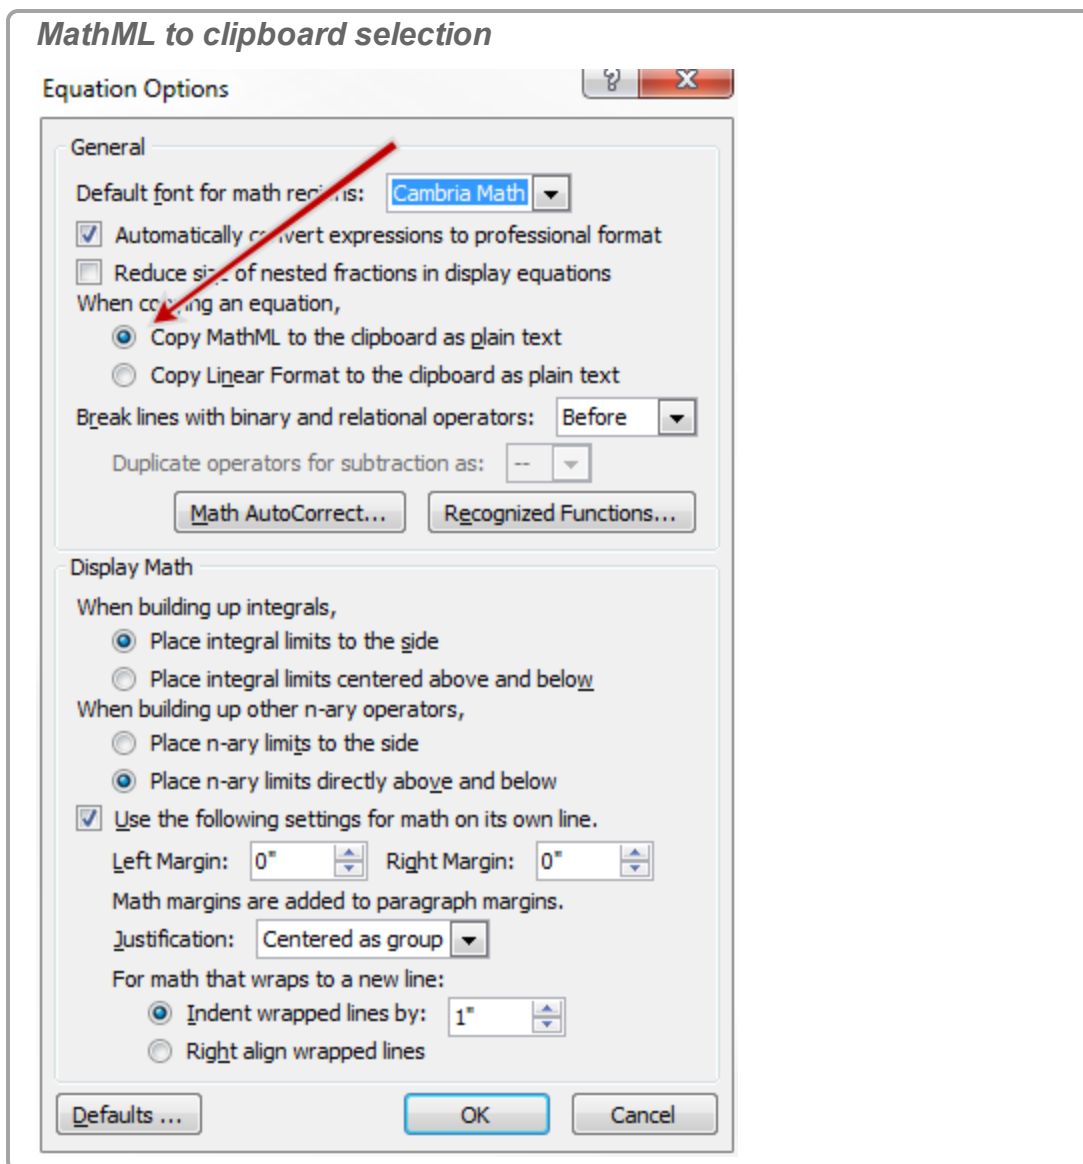 MathML to clipboard selection
Equation Options
General
Default font for math regions: Cambria Math
Automatically convert expressions to professional format
Reduce size of nested fractions in display equations
When copying an equation,
Copy MathML to the clipboard as plain text
Copy Linear Format to the clipboard as plain text
Break lines with binary and relational operators: Before
Duplicate operators for subtraction as: --
Math AutoCorrect... Recognized Functions...
Display Math
When building up integrals,
Place integral limits to the side
Place integral limits centered above and below
When building up other n-ary operators,
Place n-ary limits to the side
Place n-ary limits directly above and below
Use the following settings for math on its own line.
Left Margin: 0" Right Margin: 0"
Math margins are added to paragraph margins.
Justification: Centered as group
For math that wraps to a new line:
Indent wrapped lines by: 1"
Right align wrapped lines
Defaults ... OK Cancel